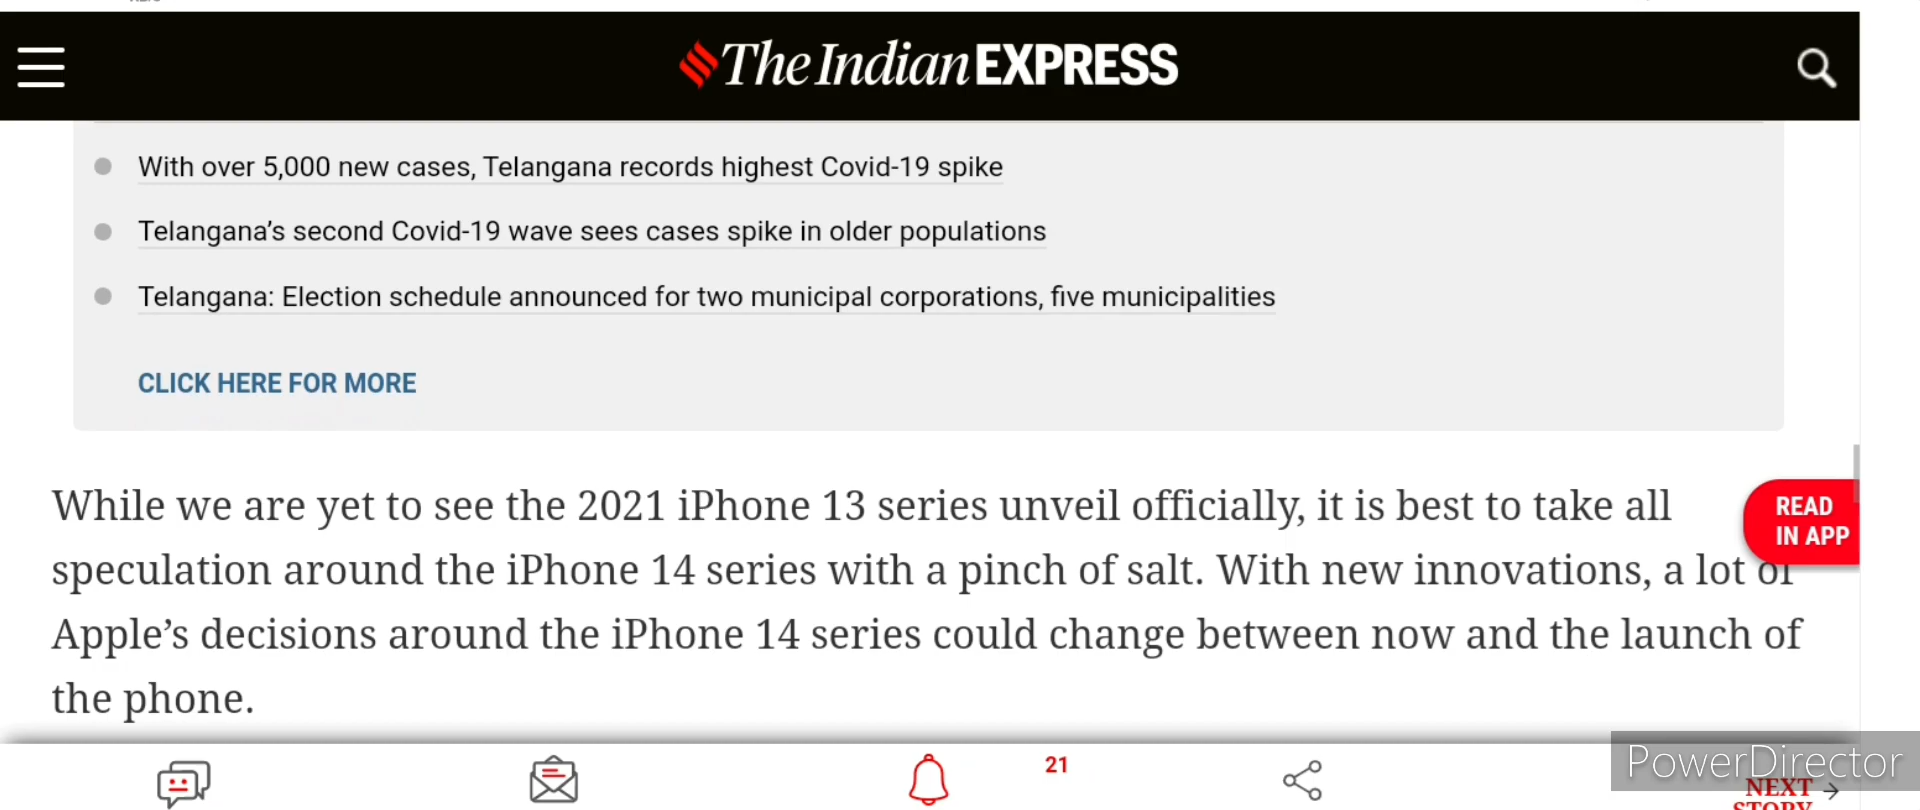 The Indian EXPRESS
With over 5,000 new cases, Telangana records highest Covid-19 spike
Telangana’s second Covid-19 wave sees cases spike in older populations
Telangana: Election schedule announced for two municipal corporations, five municipalities
CLICK HERE FOR MORE
While we are yet to see the 2021 iPhone 13 series unveil officially, it is best to take all
READ
IN APP
speculation around the iPhone 14 series with a pinch of salt. With new innovations, a lot of
Apple’s decisions around the iPhone 14 series could change between now and the launch of
the phone.
21
PowerDirector
NEXT
STORY